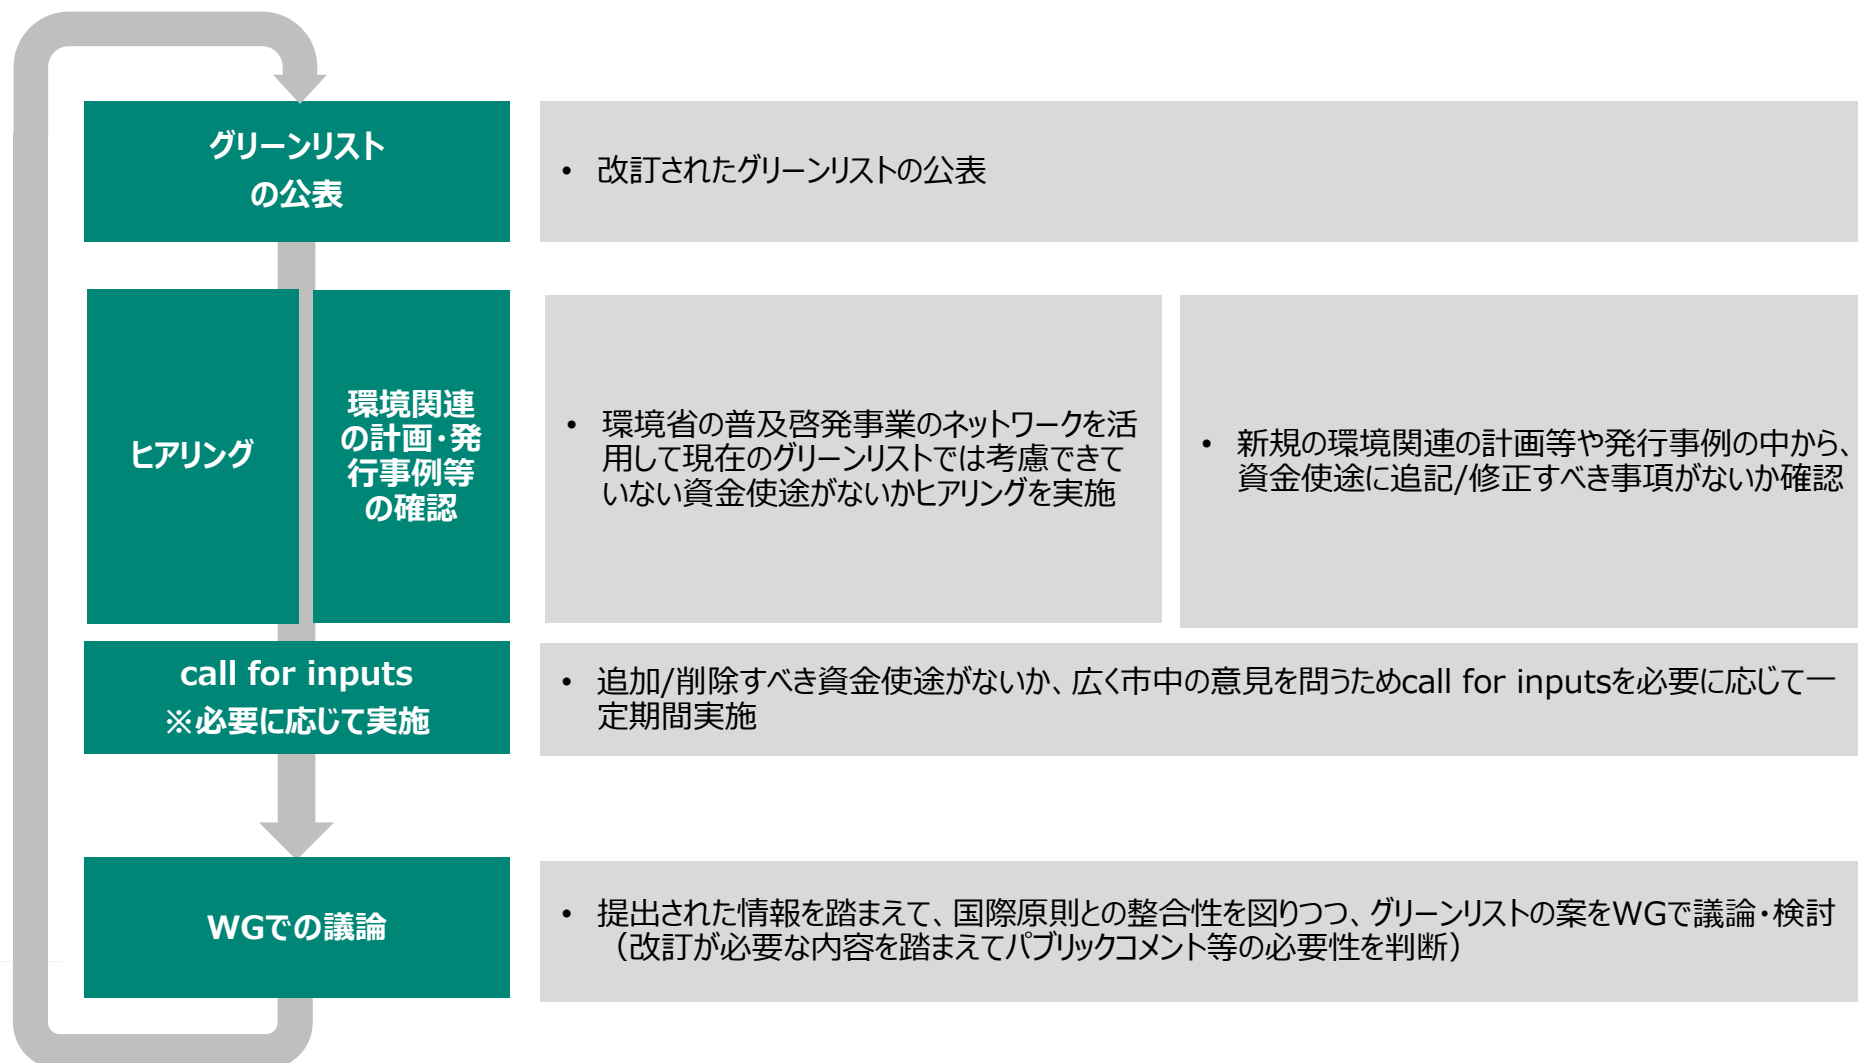 グリーンリスト
の公表
• 改訂されたグリーンリストの公表
ヒアリング
環境関連
の計画・発
行事例等
の確認
• 環境省の普及啓発事業のネットワークを活
用して現在のグリーンリストでは考慮できて
いない資金使途がないかヒアリングを実施
• 新規の環境関連の計画等や発行事例の中から、
資金使途に追記/修正すべき事項がないか確認
call for inputs
※必要に応じて実施
• 追加/削除すべき資金使途がないか、広く市中の意見を問うためcall for inputsを必要に応じて一
定期間実施
WGでの議論
• 提出された情報を踏まえて、国際原則との整合性を図りつつ、グリーンリストの案をWGで議論・検討
（改訂が必要な内容を踏まえてパブリックコメント等の必要性を判断）